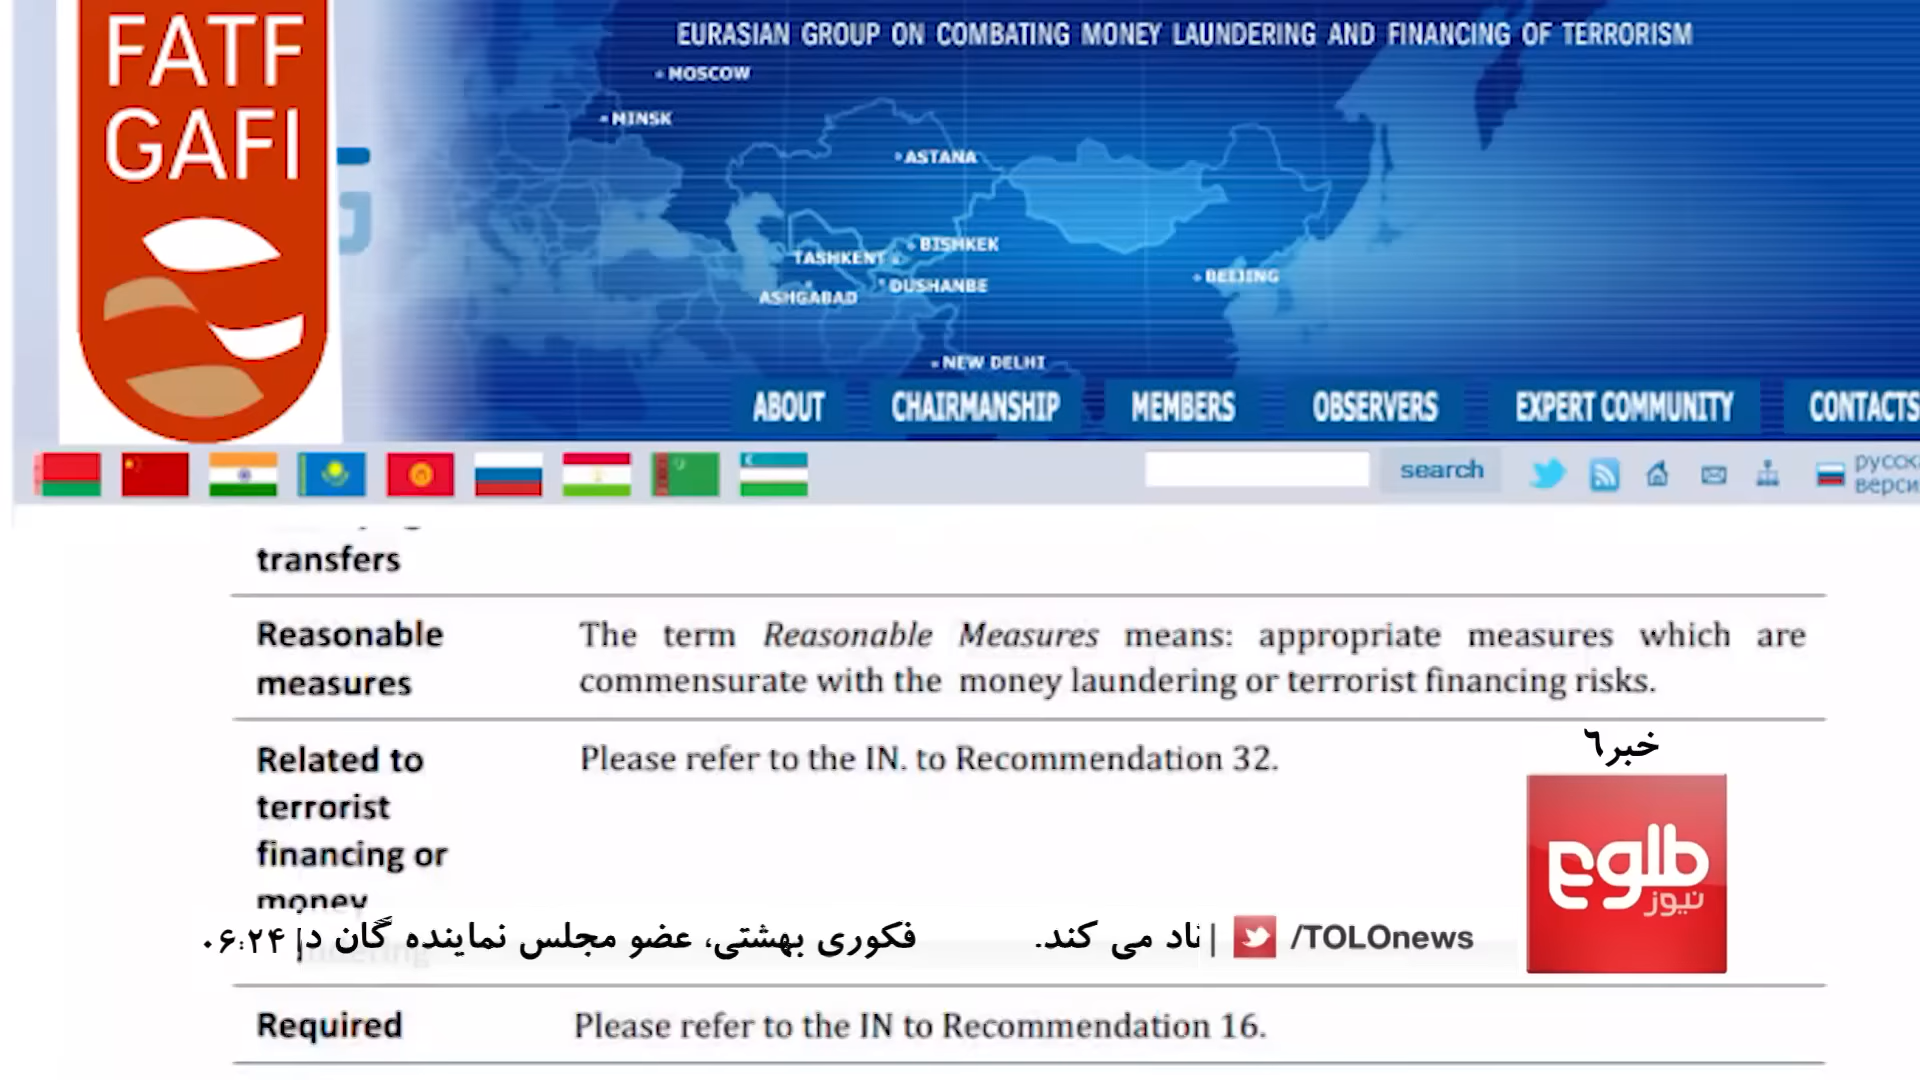 FATF
GAFI
EURASIAN GROUP ON COMBATING MONEY LAUNDERING AND FINANCING OF TERRORISM
MOSCOW
MINSK
ASTANA
BISHKEK
TASHKENT
DUSHANBE
ASHGABAD
BEIJING
NEW DELHI
ABOUT CHAIRMANSHIP MEMBERS OBSERVERS EXPERT COMMUNITY CONTACTS
search
transfers
Reasonable measures
The term Reasonable Measures means: appropriate measures which are
commensurate with the money laundering or terrorist financing risks.
Related to
terrorist
financing or
money
Please refer to the IN. to Recommendation 32.
خبر٦
طلوع
نیوز
/TOLOnews
می کند.
فکوری بهشتی، عضو مجلس نماینده گان
۰۶:۲۴
Required
Please refer to the IN to Recommendation 16.